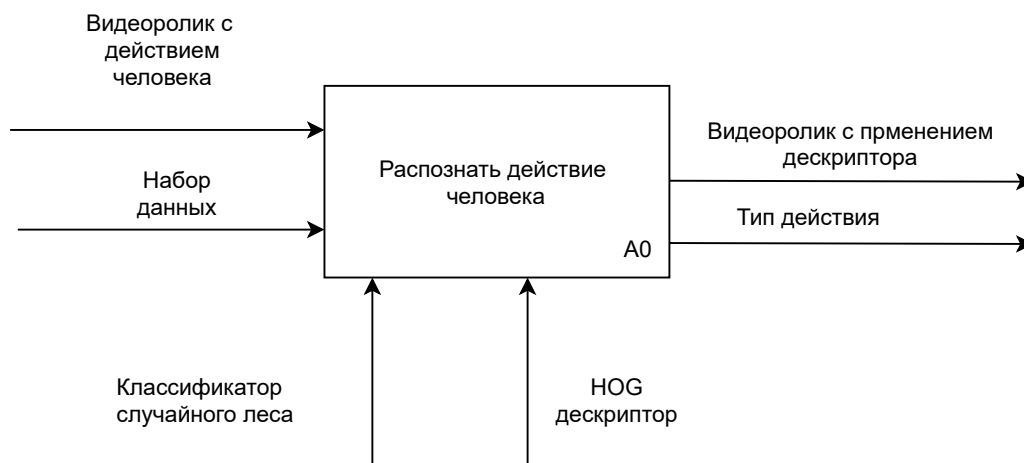 Видеоролик с
действием
человека
Набор
данных
Распознать действие
человека
A0
Видеоролик с прменением
дескриптора
Тип действия
Классификатор
случайного леса
HOG
дескриптор